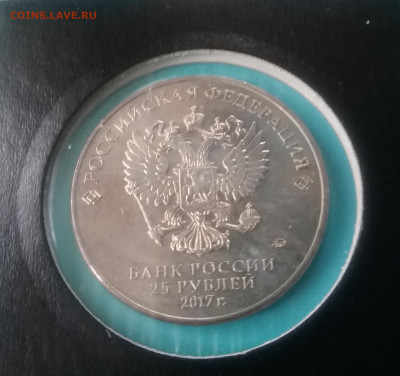 COINS.LAVE.RU
РОССИЙСКАЯ ФЕДЕРАЦИЯ
БАНК РОССИИ
25 РУБЛЕЙ
2017 г.